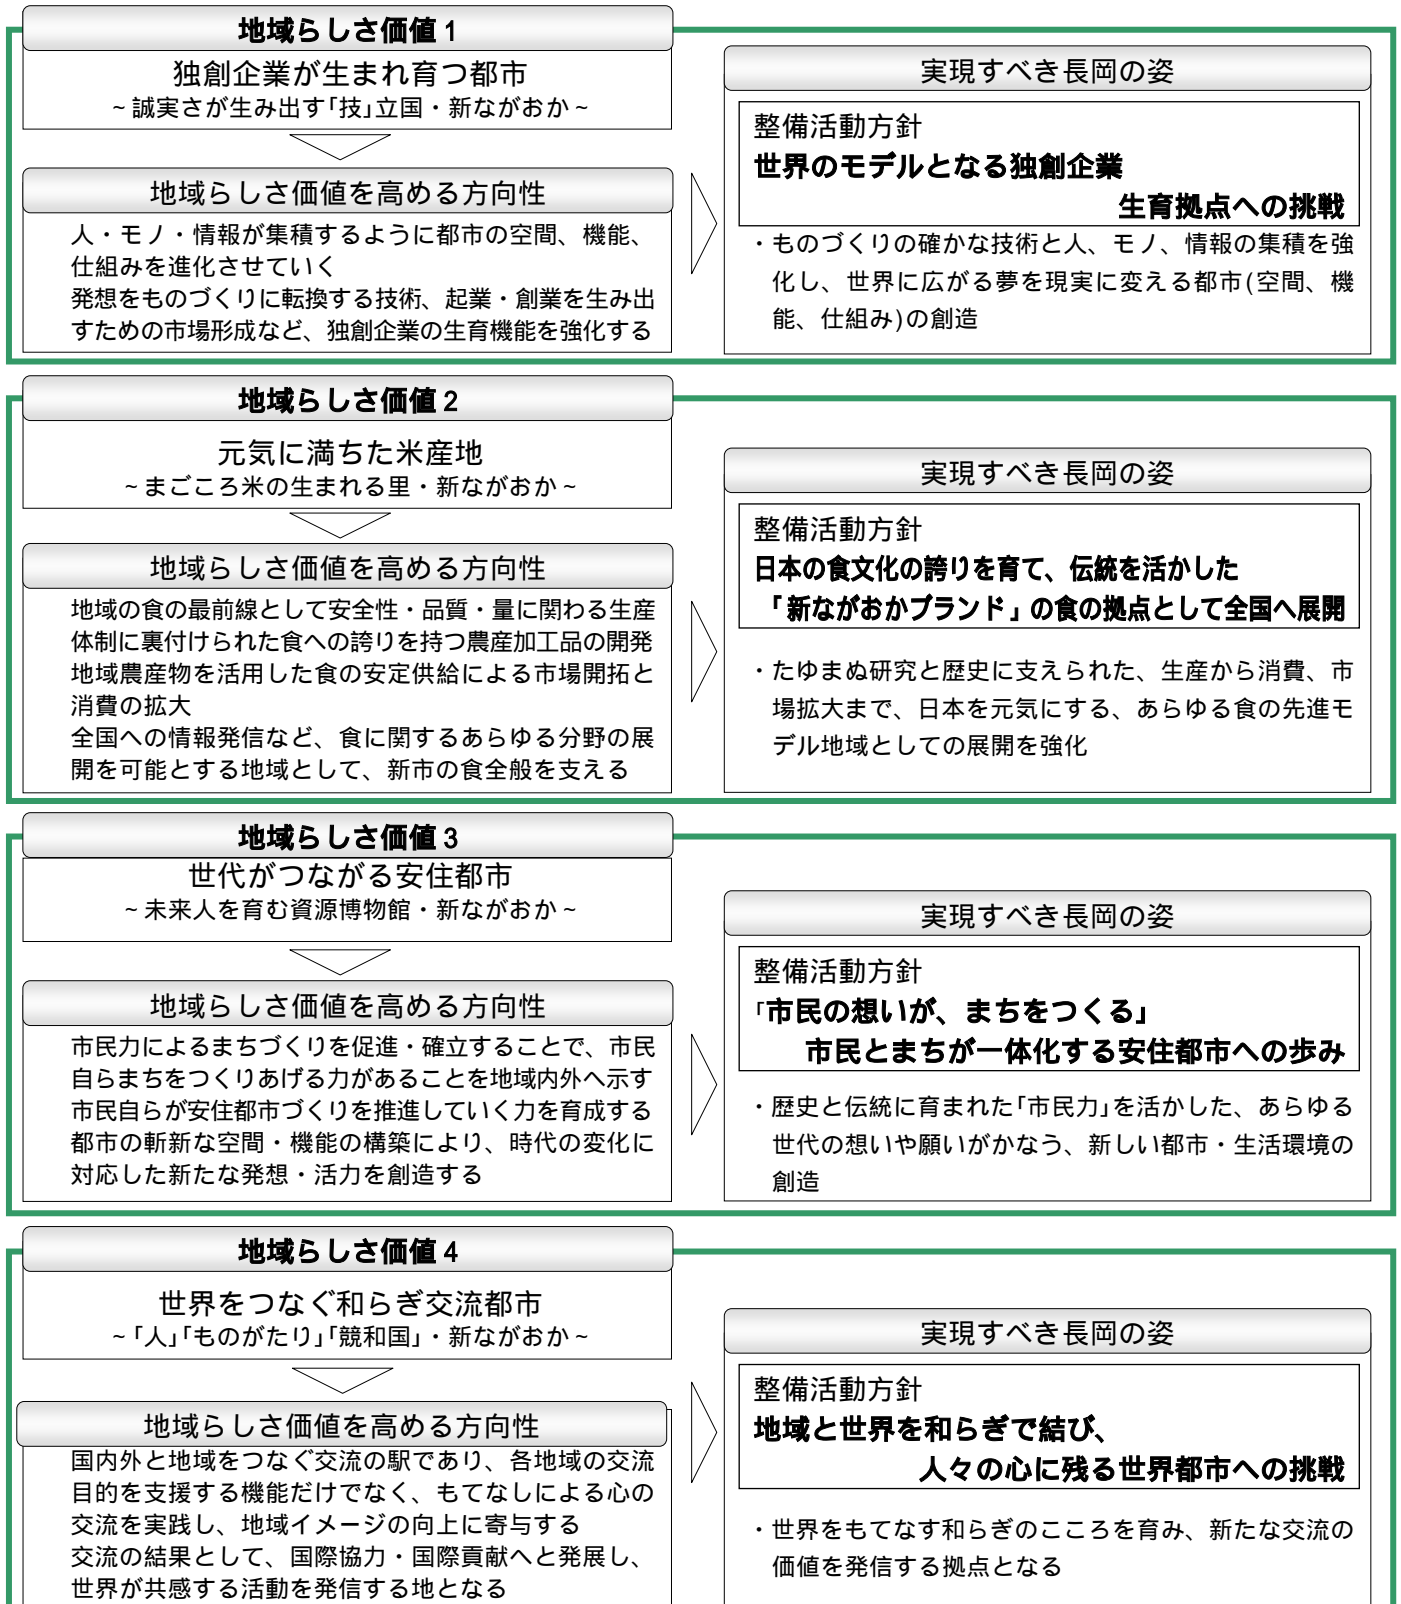 地域らしさ価値1
独創企業が生まれ育つ都市
~誠実さが生み出す「技」立国・新ながおか~
地域らしさ価値を高める方向性
人・モノ・情報が集積するように都市の空間、機能、
仕組みを進化させていく
発想をものづくりに転換する技術、起業・創業を生み出
すための市場形成など、独創企業の生育機能を強化する
実現すべき長岡の姿
整備活動方針
世界のモデルとなる独創企業
生育拠点への挑戦
・ものづくりの確かな技術と人、モノ、情報の集積を強
化し、世界に広がる夢を現実に変える都市(空間、機
能、仕組み)の創造
地域らしさ価値2
元気に満ちた米産地
~まごころ米の生まれる里・新ながおか~
地域らしさ価値を高める方向性
地域の食の最前線として安全性・品質・量に関わる生産
体制に裏付けられた食への誇りを持つ農産加工品の開発
地域農産物を活用した食の安定供給による市場開拓と
消費の拡大
全国への情報発信など、食に関するあらゆる分野の展
開を可能とする地域として、新市の食全般を支える
実現すべき長岡の姿
整備活動方針
日本の食文化の誇りを育て、伝統を活かした
「新ながおかブランド」の食の拠点として全国へ展開
・たゆまぬ研究と歴史に支えられた、生産から消費、市
場拡大まで、日本を元気にする、あらゆる食の先進モ
デル地域としての展開を強化
地域らしさ価値3
世代がつながる安住都市
~未来人を育む資源博物館・新ながおか~
地域らしさ価値を高める方向性
市民力によるまちづくりを促進・確立することで、市民
自らまちをつくりあげる力があることを地域内外へ示す
市民自らが安住都市づくりを推進していく力を育成する
都市の斬新な空間・機能の構築により、時代の変化に
対応した新たな発想・活力を創造する
実現すべき長岡の姿
整備活動方針
「市民の想いが、まちをつくる」
市民とまちが一体化する安住都市への歩み
・歴史と伝統に育まれた「市民力」を活かした、あらゆる
世代の想いや願いがかなう、新しい都市・生活環境の
創造
地域らしさ価値4
世界をつなぐ和らぎ交流都市
~「人」「ものがたり」「競和国」・新ながおか~
地域らしさ価値を高める方向性
国内外と地域をつなぐ交流の駅であり、各地域の交流
目的を支援する機能だけでなく、もてなしによる心の
交流を実践し、地域イメージの向上に寄与する
交流の結果として、国際協力・国際貢献へと発展し、
世界が共感する活動を発信する地となる
実現すべき長岡の姿
整備活動方針
地域と世界を和らぎで結び、
人々の心に残る世界都市への挑戦
・世界をもてなす和らぎのこころを育み、新たな交流の
価値を発信する拠点となる